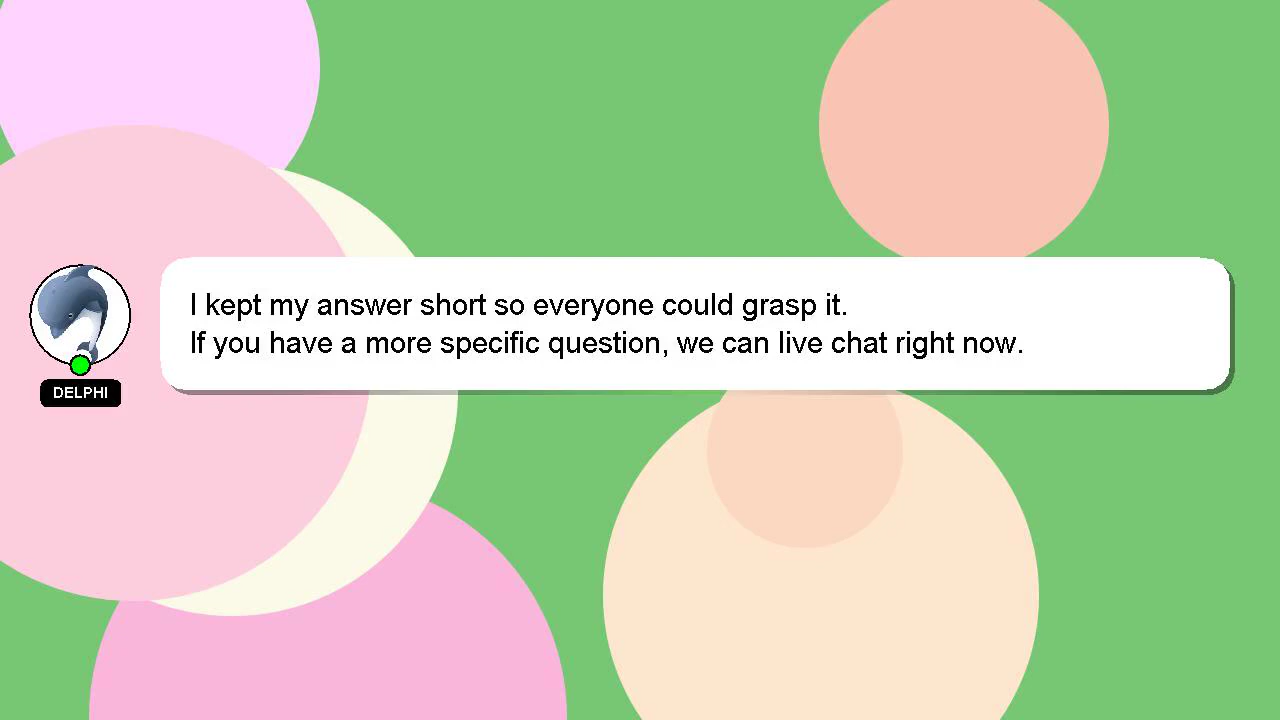 I kept my answer short so everyone could grasp it.
If you have a more specific question, we can live chat right now.
DELPHI